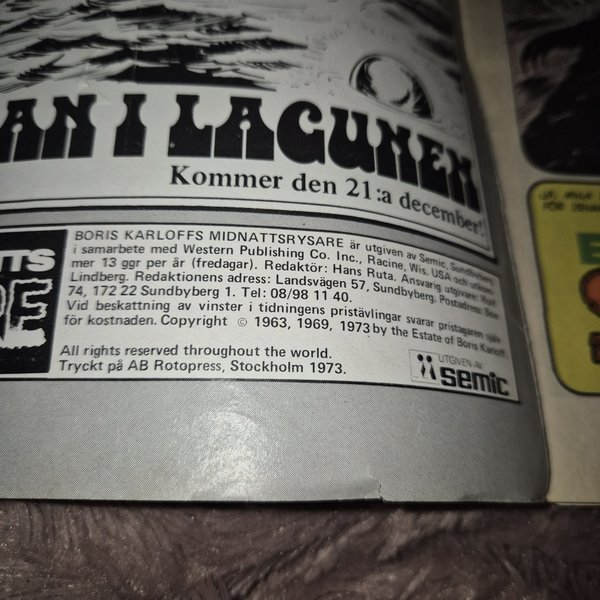 AN I LAGUNEN
Kommer den 21:a december!
TTS
BORIS KARLOFFS MIDNATTSRYSARE är utgiven av Semic, Sundbyberg
i samarbete med Western Publishing Co. Inc., Racine, Wis. USA och utkom-
mer 13 ggr per år (fredagar). Redaktör: Hans Ruta. Ansvarig utgivare: Rolf
Lindberg. Redaktionens adress: Landsvägen 57, Sundbyberg. Postadress: Box
74, 172 22 Sundbyberg 1. Tel: 08/98 11 40.
Vid beskattning av vinster i tidningens pristävlingar svarar pristagaren själv
för kostnaden. Copyright © 1963, 1969, 1973 by the Estate of Boris Karloff.
All rights reserved throughout the world.
Tryckt på AB Rotopress, Stockholm 1973.
UTGIVEN AV
semic